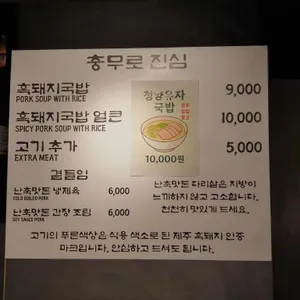 충무로 진심
흑돼지국밥 9,000
PORK SOUP WITH RICE
흑돼지국밥 얼큰 10,000
SPICY PORK SOUP WITH RICE
고기 추가 5,000
EXTRA MEAT
청양유자
국밥
10,000원
곁들임
난축맛돈 냉제육 6,000
COLD BOILED PORK
난축맛돈 간장 조림 6,000
SOY SAUCE PORK
난축맛돈 다리살은 지방이
느끼하지 않고 고소합니다.
천천히 맛있게 드세요.
고기의 푸른색상은 식용 색소로 된 제주 흑돼지 인증
마크입니다. 안심하고 드셔도 됩니다.